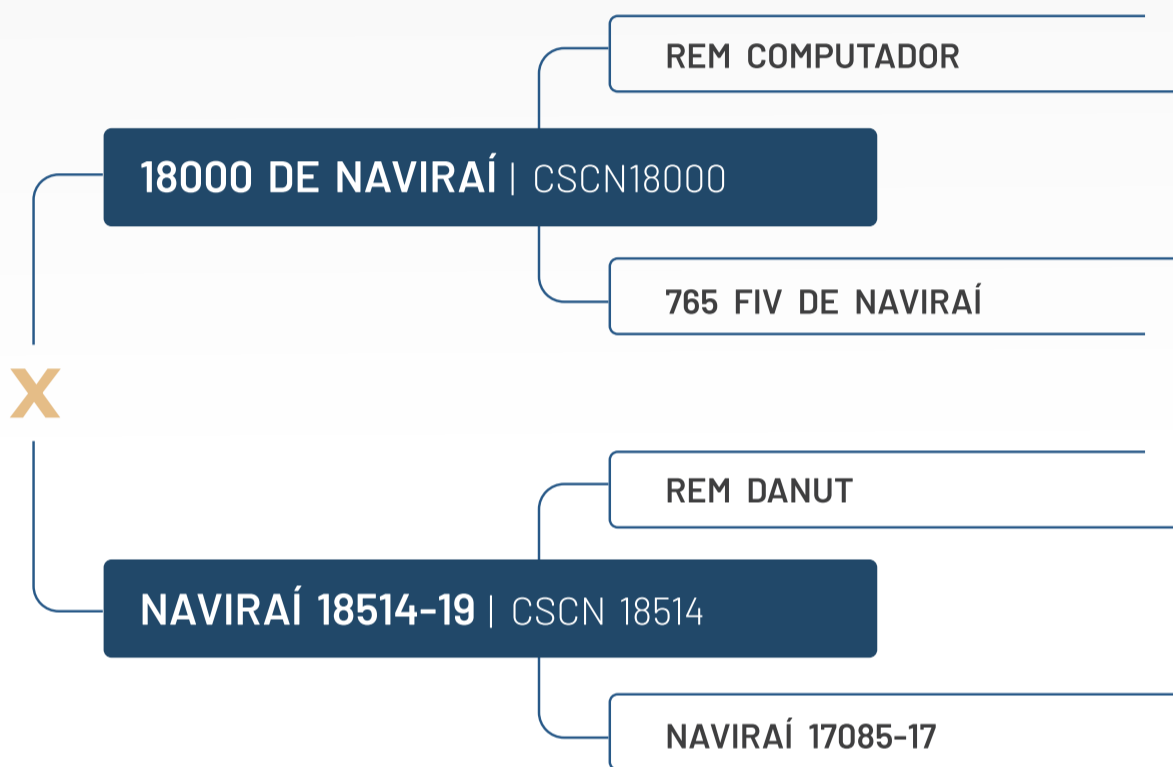 REM COMPUTADOR
18000 DE NAVIRAÍ | CSCN18000
765 FIV DE NAVIRAÍ
X
REM DANUT
NAVIRAÍ 18514-19 | CSCN 18514
NAVIRAÍ 17085-17